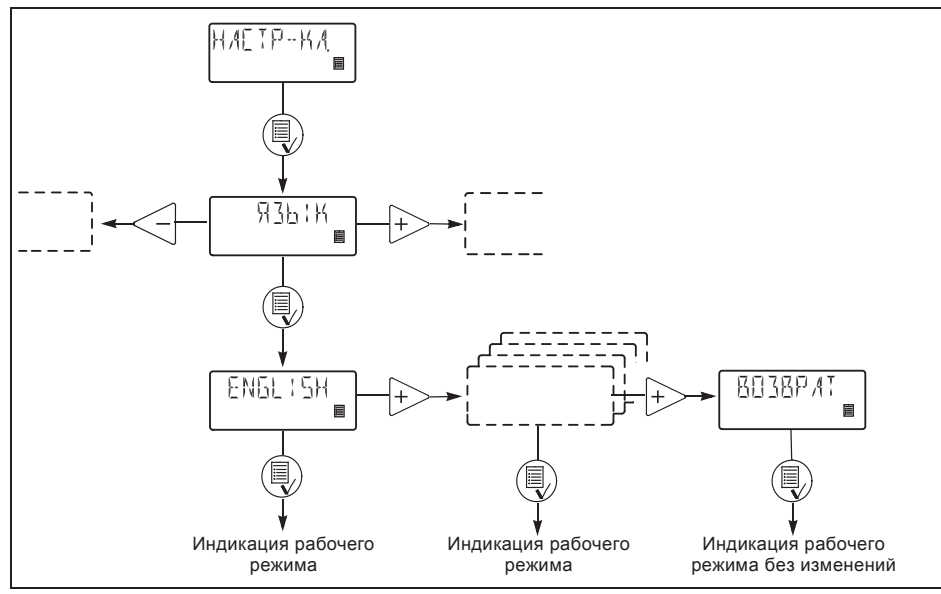 НАСТР-КА
ЯЗЫК
ENGLISH
ВОЗВРАТ
Индикация рабочего
режима
Индикация рабочего
режима
Индикация рабочего
режима без изменений